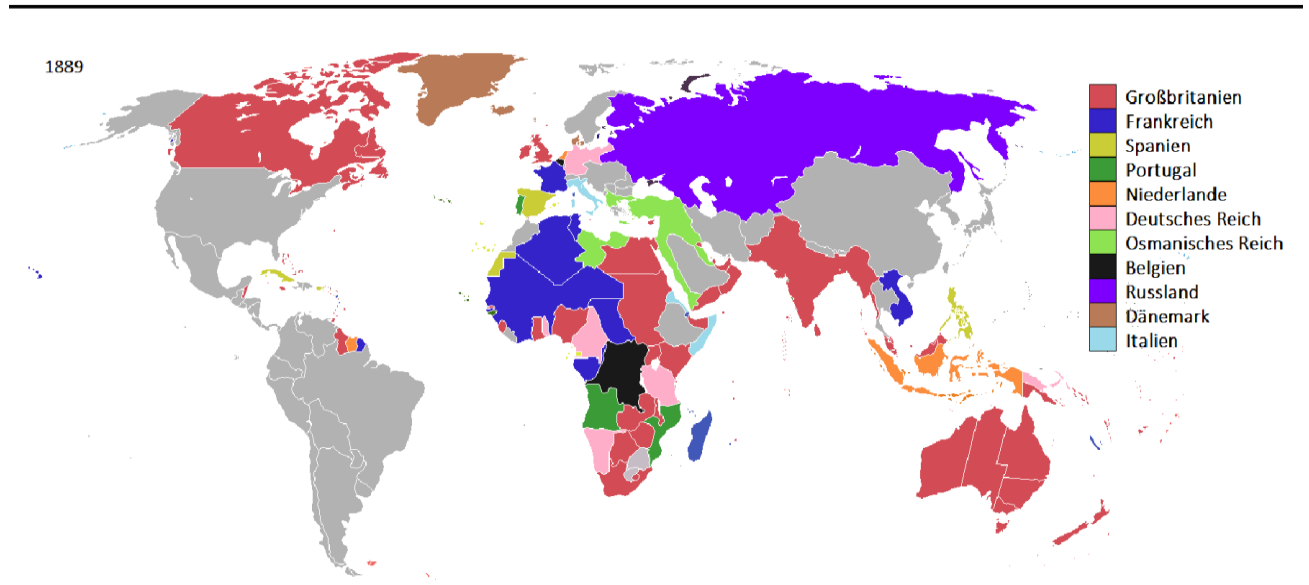 1889
Großbritanien
Frankreich
Spanien
Portugal
Niederlande
Deutsches Reich
Osmanisches Reich
Belgien
Russland
Dänemark
Italien